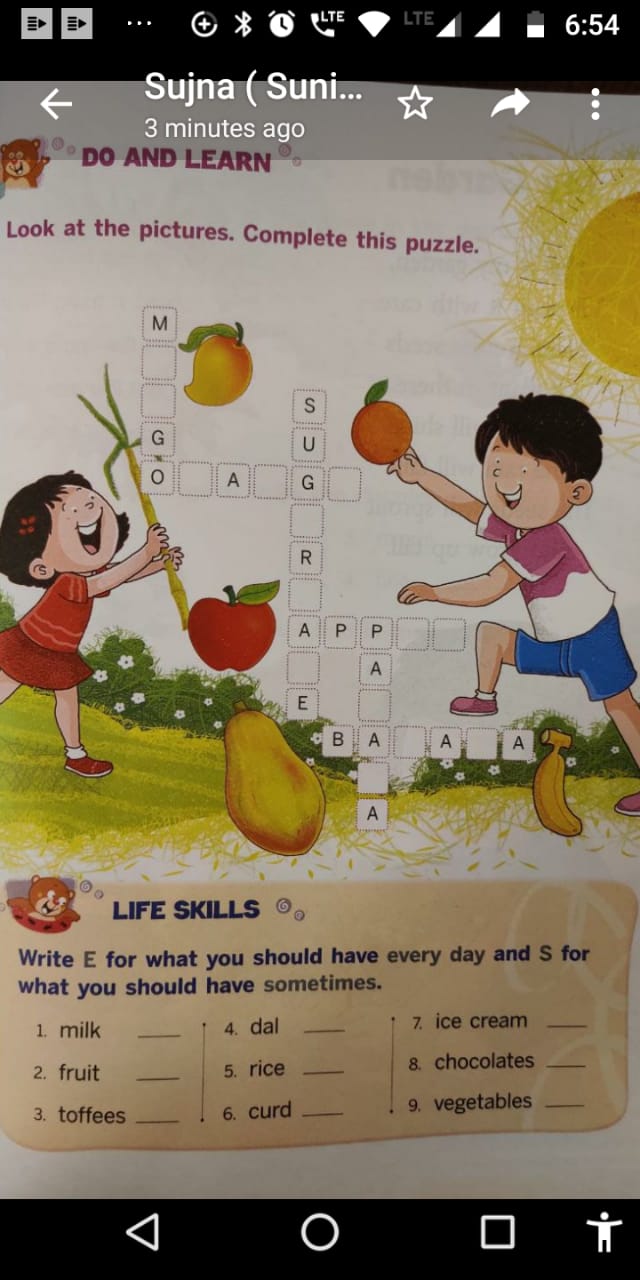 LTE LTE 6:54
Sujna ( Suni...
3 minutes ago
DO AND LEARN
Look at the pictures. Complete this puzzle.
M
S
G U
O A G
R
A P P
A
E
B A A A
A
LIFE SKILLS
Write E for what you should have every day and S for
what you should have sometimes.
1. milk ____ 4. dal ____ 7. ice cream ____
2. fruit ____ 5. rice ____ 8. chocolates ____
3. toffees ____ 6. curd ____ 9. vegetables ____